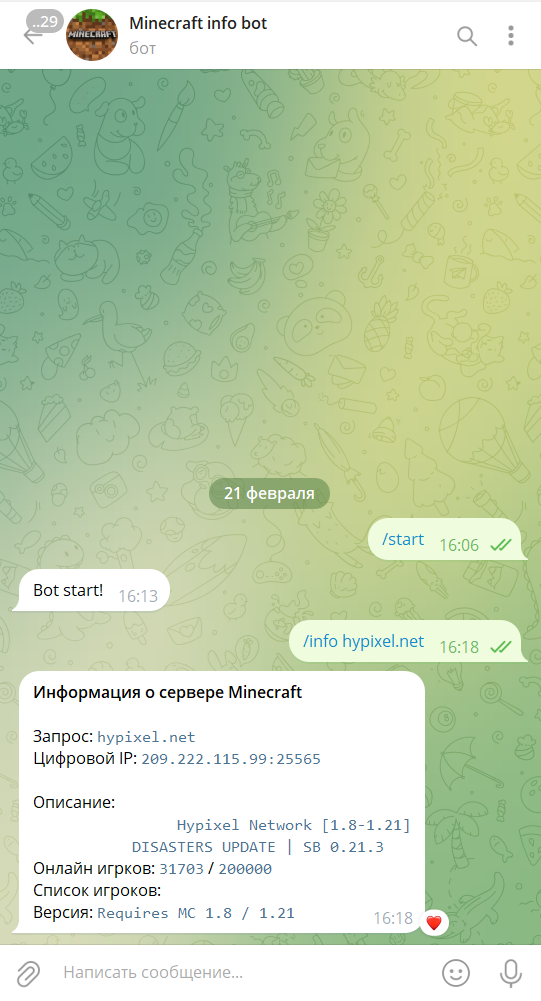 ..29
Minecraft info bot
MINECRAFT
бот
21 февраля
/start 16:06
Bot start! 16:13
/info hypixel.net 16:18
Информация о сервере Minecraft
Запрос: hypixel.net
Цифровой IP: 209.222.115.99:25565
Описание:
Hypixel Network [1.8-1.21]
DISASTERS UPDATE | SB 0.21.3
Онлайн игрков: 31703 / 200000
Список игроков:
Версия: Requires MC 1.8 / 1.21 16:18
Написать сообщение...